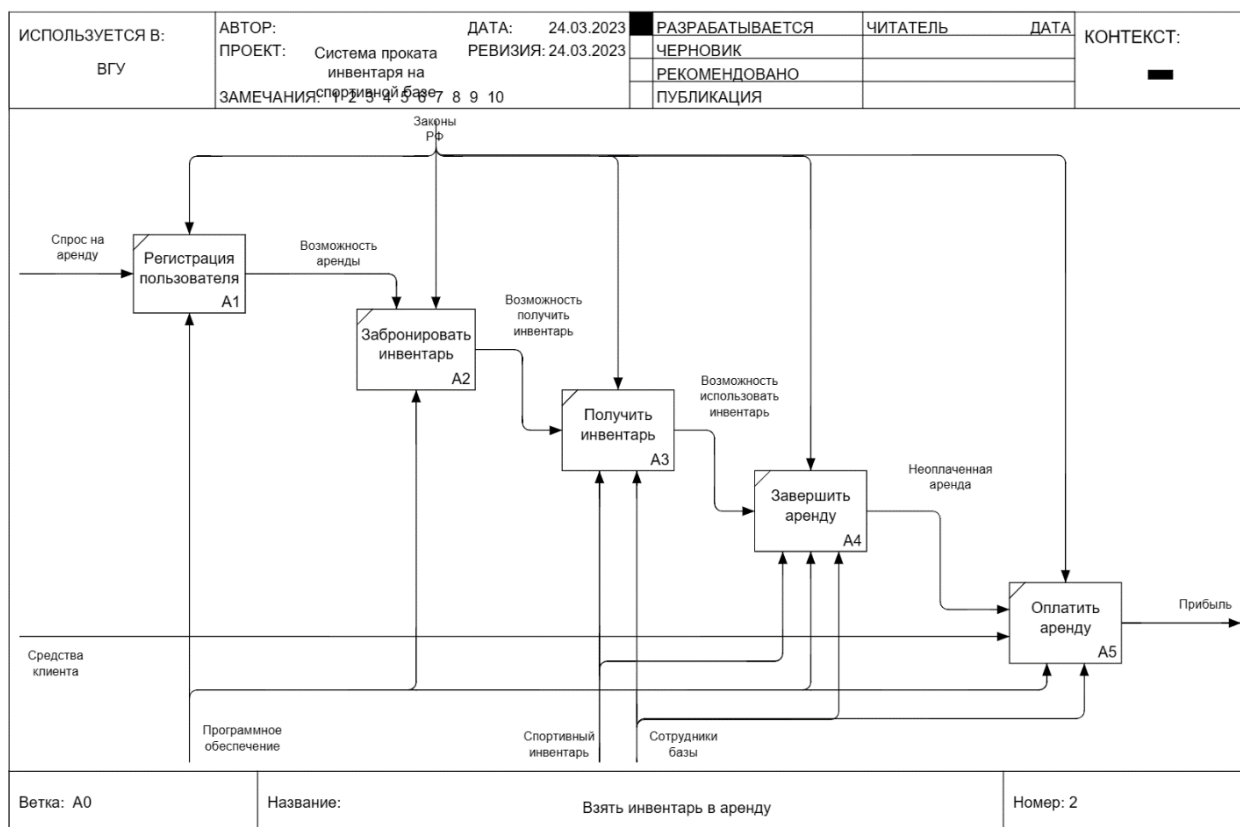 ИСПОЛЬЗУЕТСЯ В:
ВГУ
АВТОР:
ДАТА: 24.03.2023
ПРОЕКТ:
Система проката
инвентаря на
спортивной базе
РЕВИЗИЯ: 24.03.2023
ЗАМЕЧАНИЯ: 1 2 3 4 5 6 7 8 9 10
РАЗРАБАТЫВАЕТСЯ
ЧЕРНОВИК
РЕКОМЕНДОВАНО
ПУБЛИКАЦИЯ
ЧИТАТЕЛЬ ДАТА
КОНТЕКСТ:
Законы
РФ
Спрос на
аренду
Регистрация
пользователя
A1
Возможность
аренды
Забронировать
инвентарь
A2
Возможность
получить
инвентарь
Получить
инвентарь
A3
Возможность
использовать
инвентарь
Завершить
аренду
A4
Неоплаченная
аренда
Оплатить
аренду
A5
Прибыль
Средства
клиента
Программное
обеспечение
Спортивный
инвентарь
Сотрудники
базы
Ветка: A0
Название:
Взять инвентарь в аренду
Номер: 2